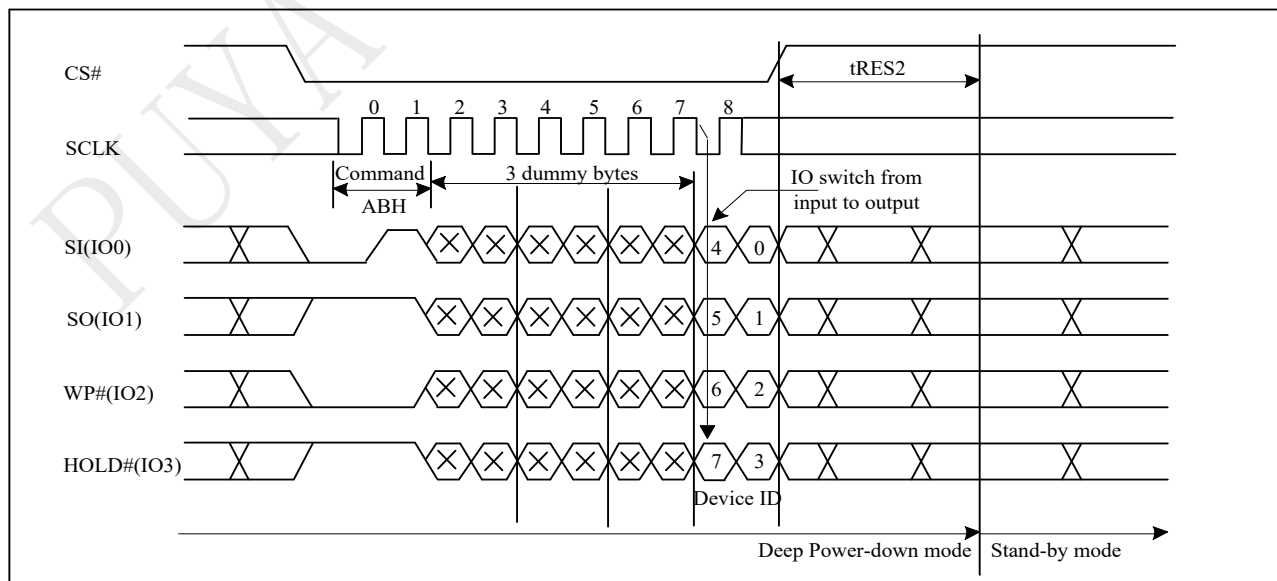 PUYA
CS#
tRES2
0 1 2 3 4 5 6 7 8
SCLK
Command
ABH
3 dummy bytes
IO switch from
input to output
SI(IO0)
4 0
SO(IO1)
5 1
WP#(IO2)
6 2
HOLD#(IO3)
7 3
Device ID
Deep Power-down mode
Stand-by mode